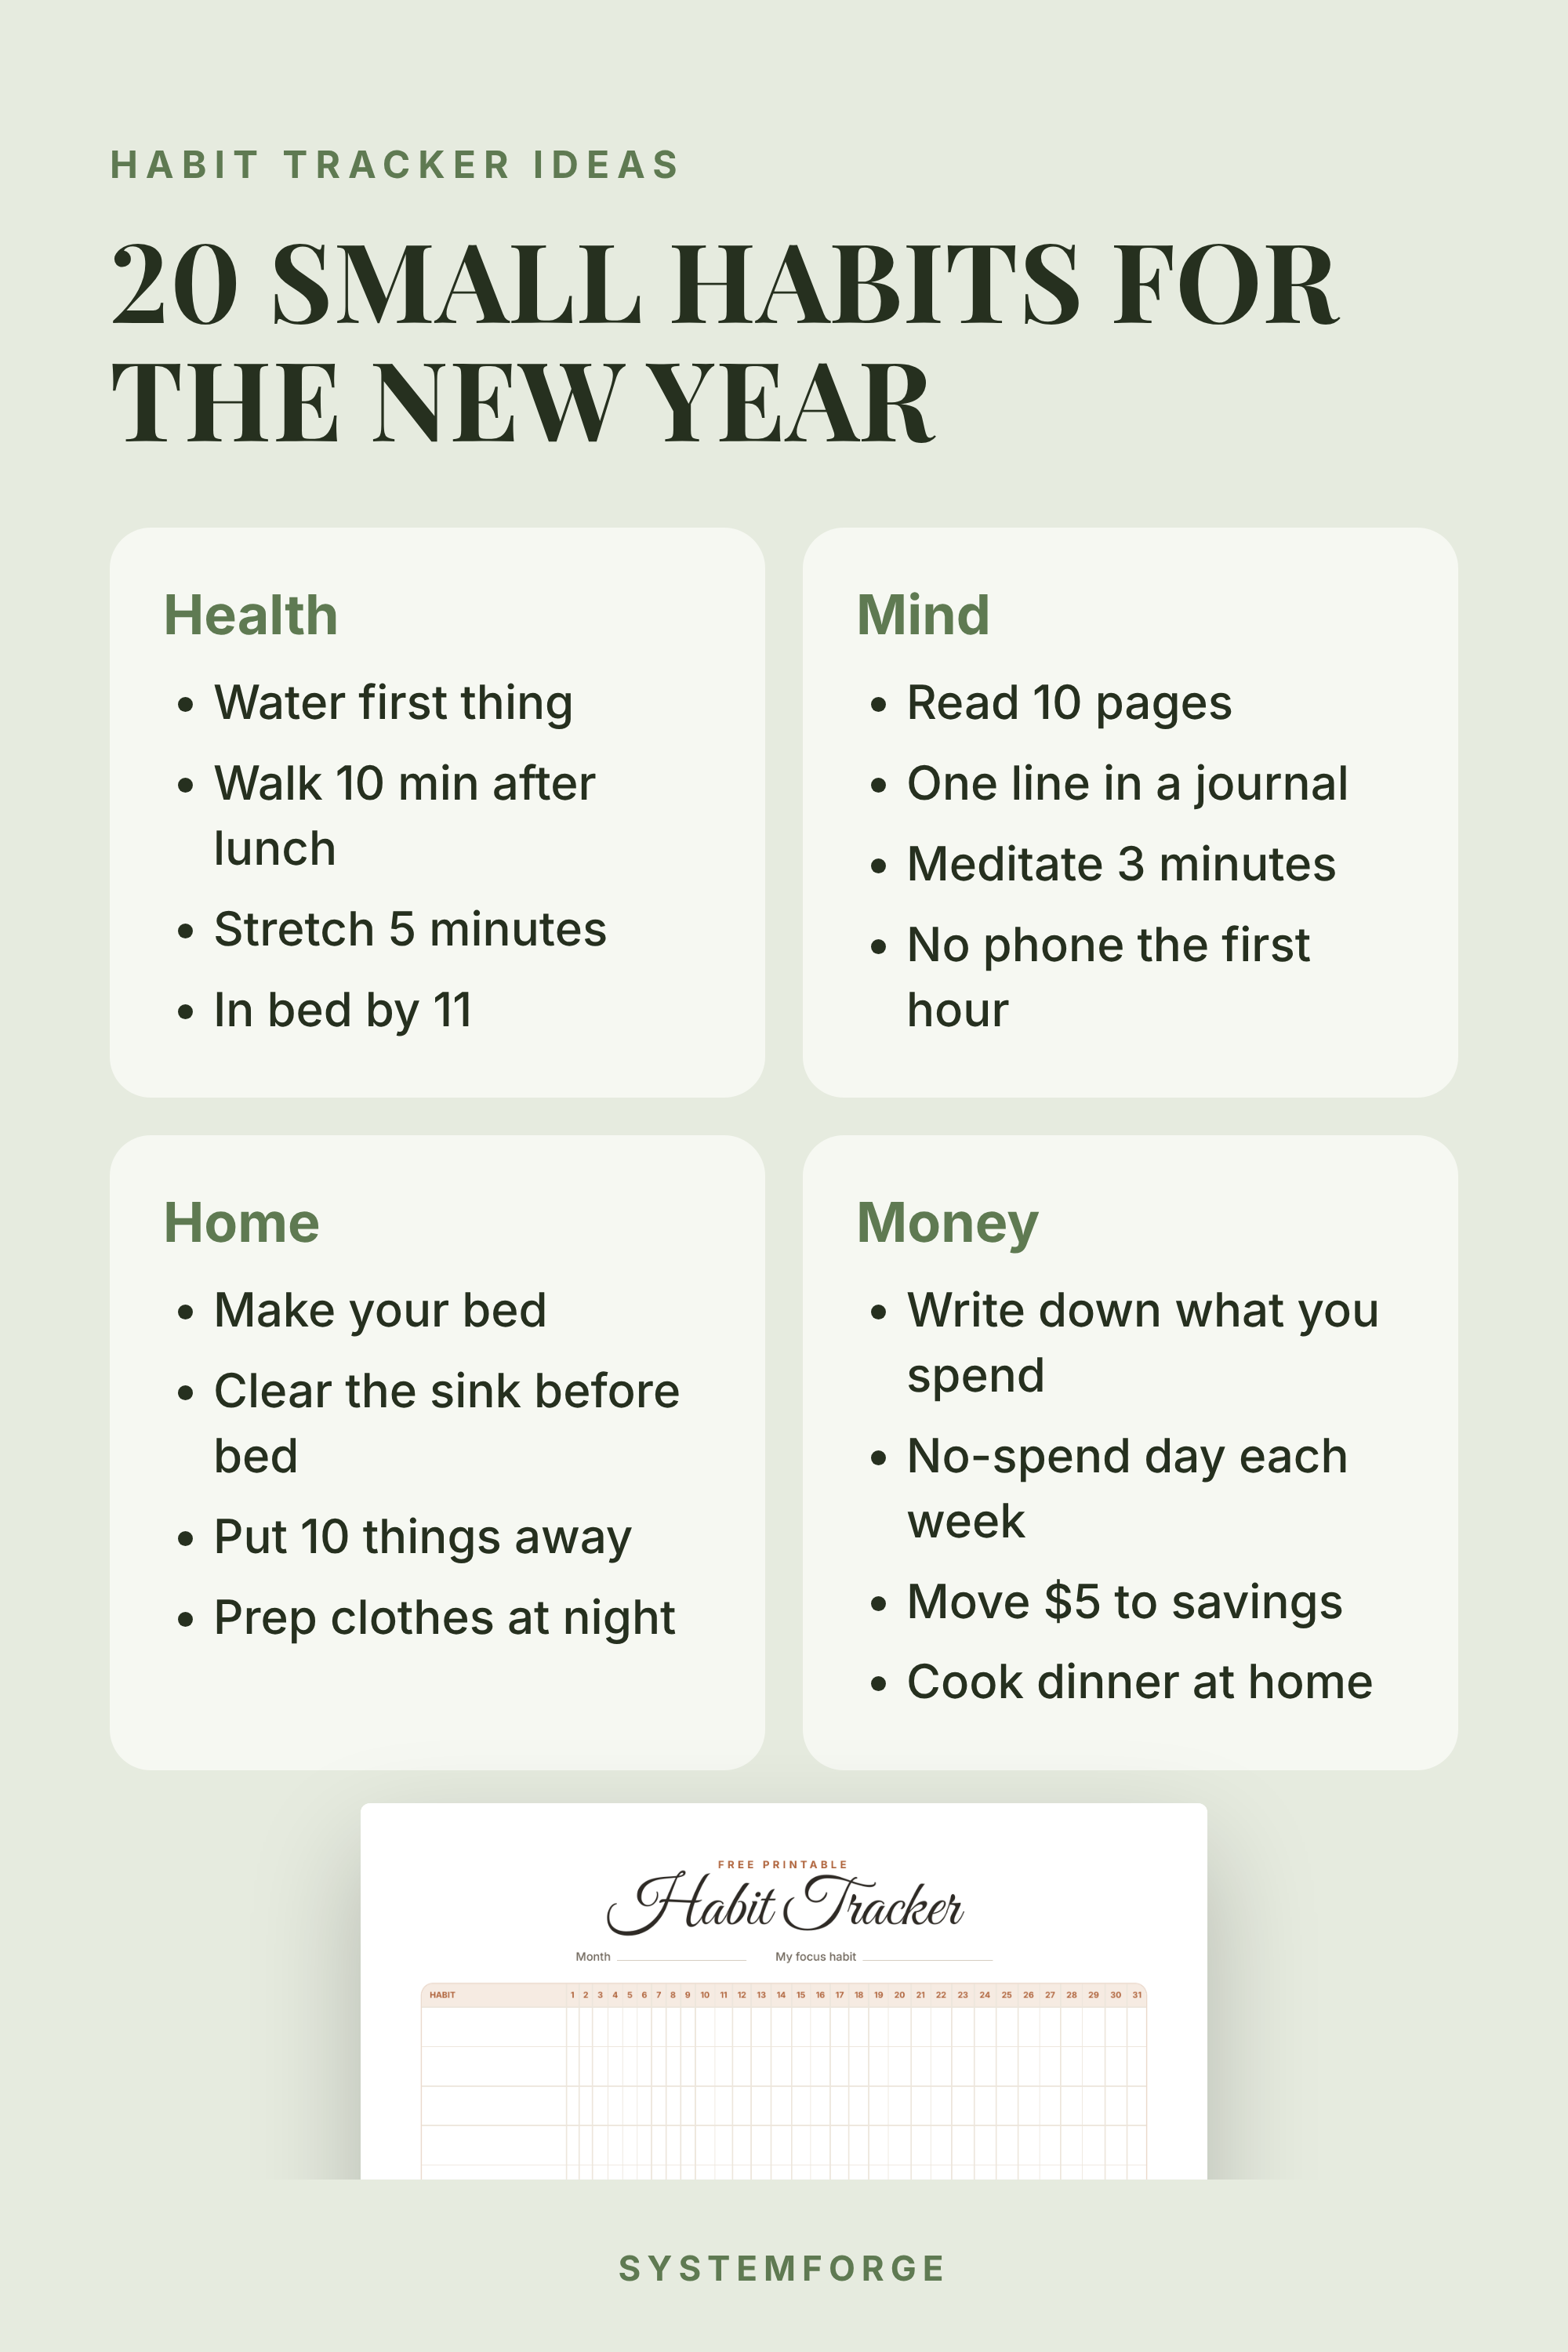 HABIT TRACKER IDEAS
20 SMALL HABITS FOR
THE NEW YEAR
Health
• Water first thing
• Walk 10 min after
lunch
• Stretch 5 minutes
• In bed by 11
Mind
• Read 10 pages
• One line in a journal
• Meditate 3 minutes
• No phone the first
hour
Home
• Make your bed
• Clear the sink before
bed
• Put 10 things away
• Prep clothes at night
Money
• Write down what you
spend
• No-spend day each
week
• Move $5 to savings
• Cook dinner at home
FREE PRINTABLE
Habit Tracker
Month My focus habit
HABIT 1 2 3 4 5 6 7 8 9 10 11 12 13 14 15 16 17 18 19 20 21 22 23 24 25 26 27 28 29 30 31
SYSTEMFORGE